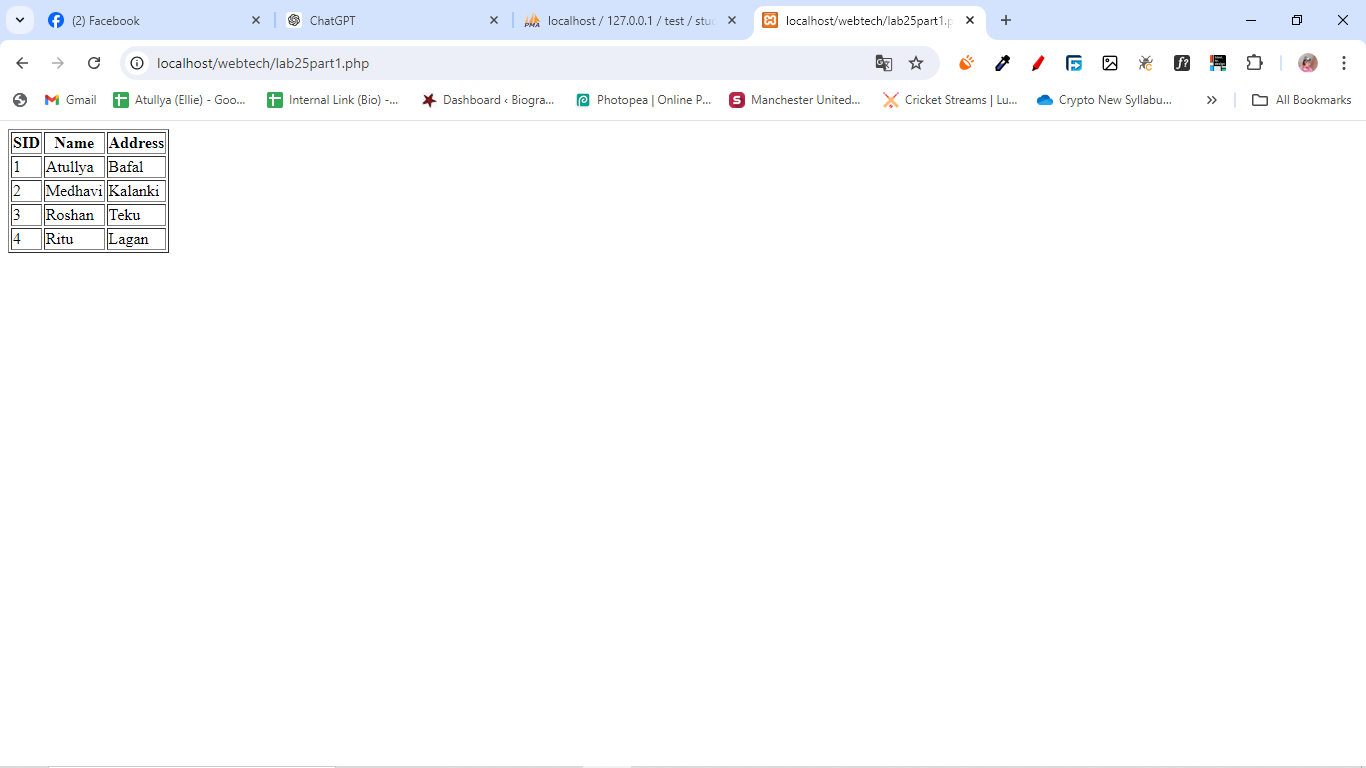 (2) Facebook
ChatGPT
localhost / 127.0.0.1 / test / stu
localhost/webtech/lab25part1.p
localhost/webtech/lab25part1.php
Gmail
Atullya (Ellie) - Goo...
Internal Link (Bio) -...
Dashboard ‹ Biogra...
Photopea | Online P...
Manchester United...
Cricket Streams | Lu...
Crypto New Syllabu...
All Bookmarks
SID Name Address
1 Atullya Bafal
2 Medhavi Kalanki
3 Roshan Teku
4 Ritu Lagan